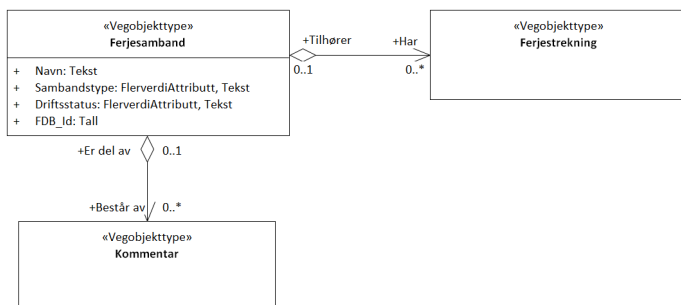 «Vegobjekttype»
Ferjesamband
+ Navn: Tekst
+ Sambandstype: FlerverdiAttributt, Tekst
+ Driftsstatus: FlerverdiAttributt, Tekst
+ FDB_Id: Tall
+Tilhører
+Har
0..1
0..*
«Vegobjekttype»
Ferjestrekning
+Er del av
0..1
+Består av
0..*
«Vegobjekttype»
Kommentar